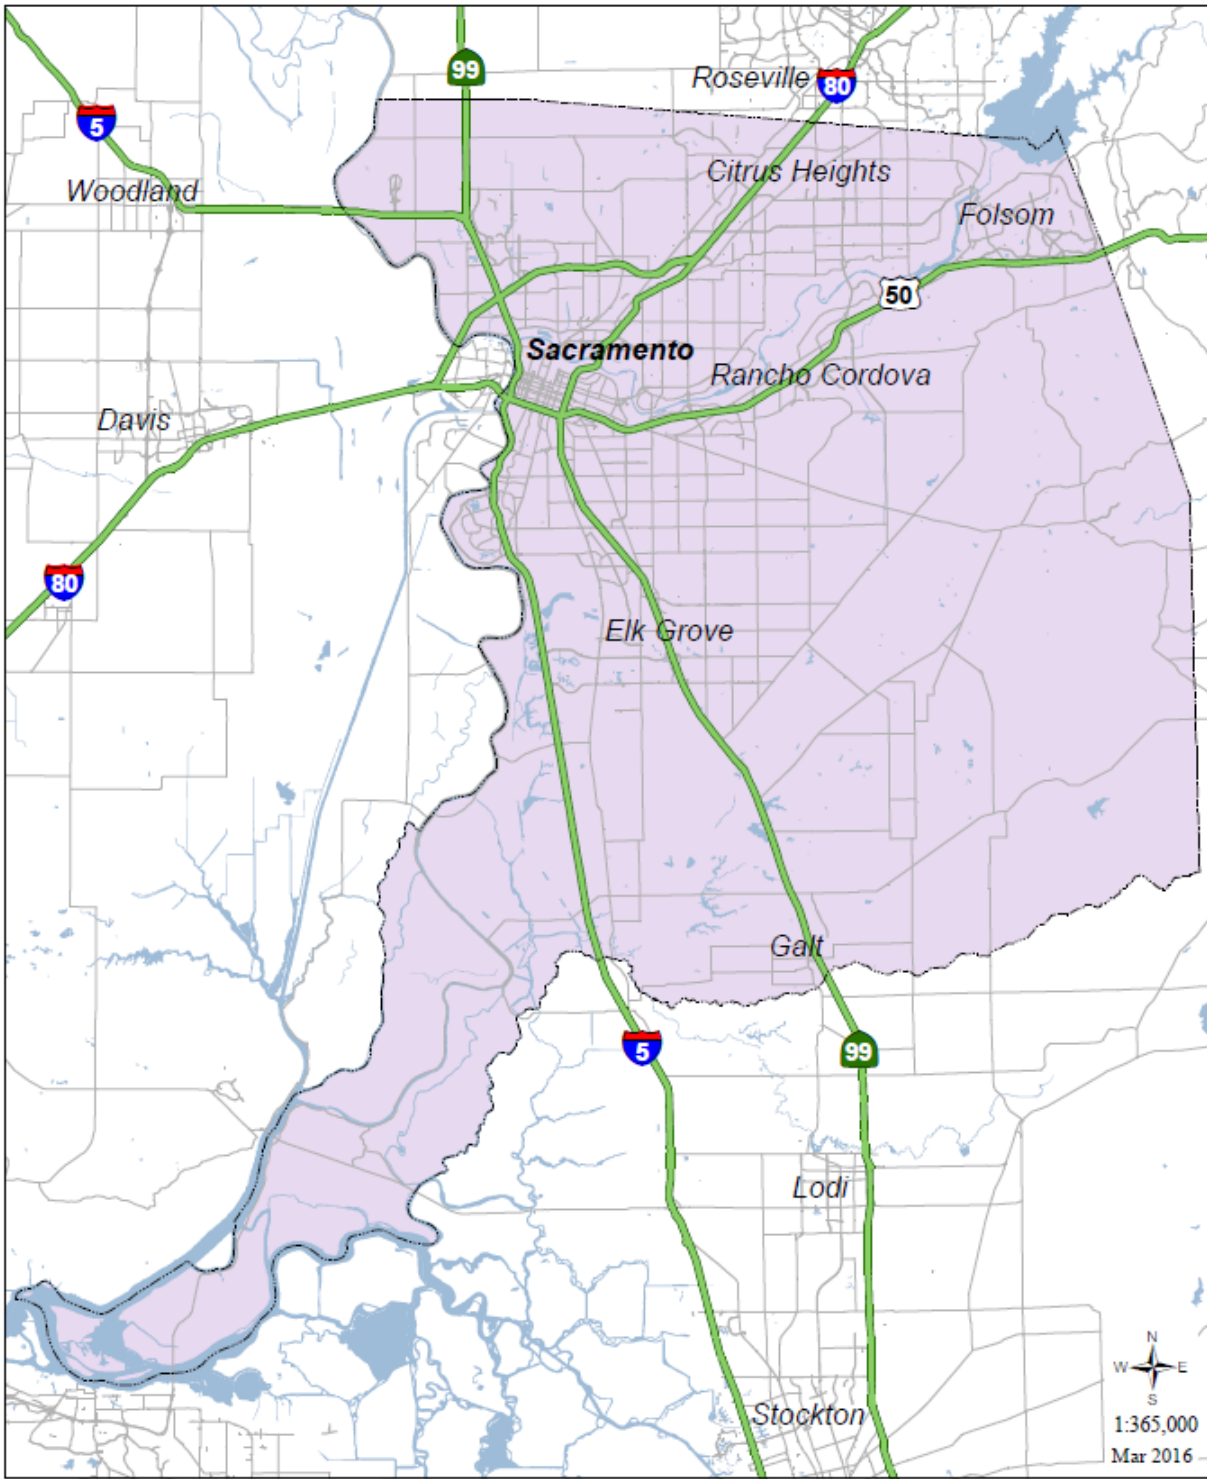 99
Roseville
80
5
Citrus Heights
Woodland
Folsom
50
Sacramento
Rancho Cordova
Davis
80
Elk Grove
Galt
5
99
Lodi
N
W E
S
Stockton
1:365,000
Mar 2016